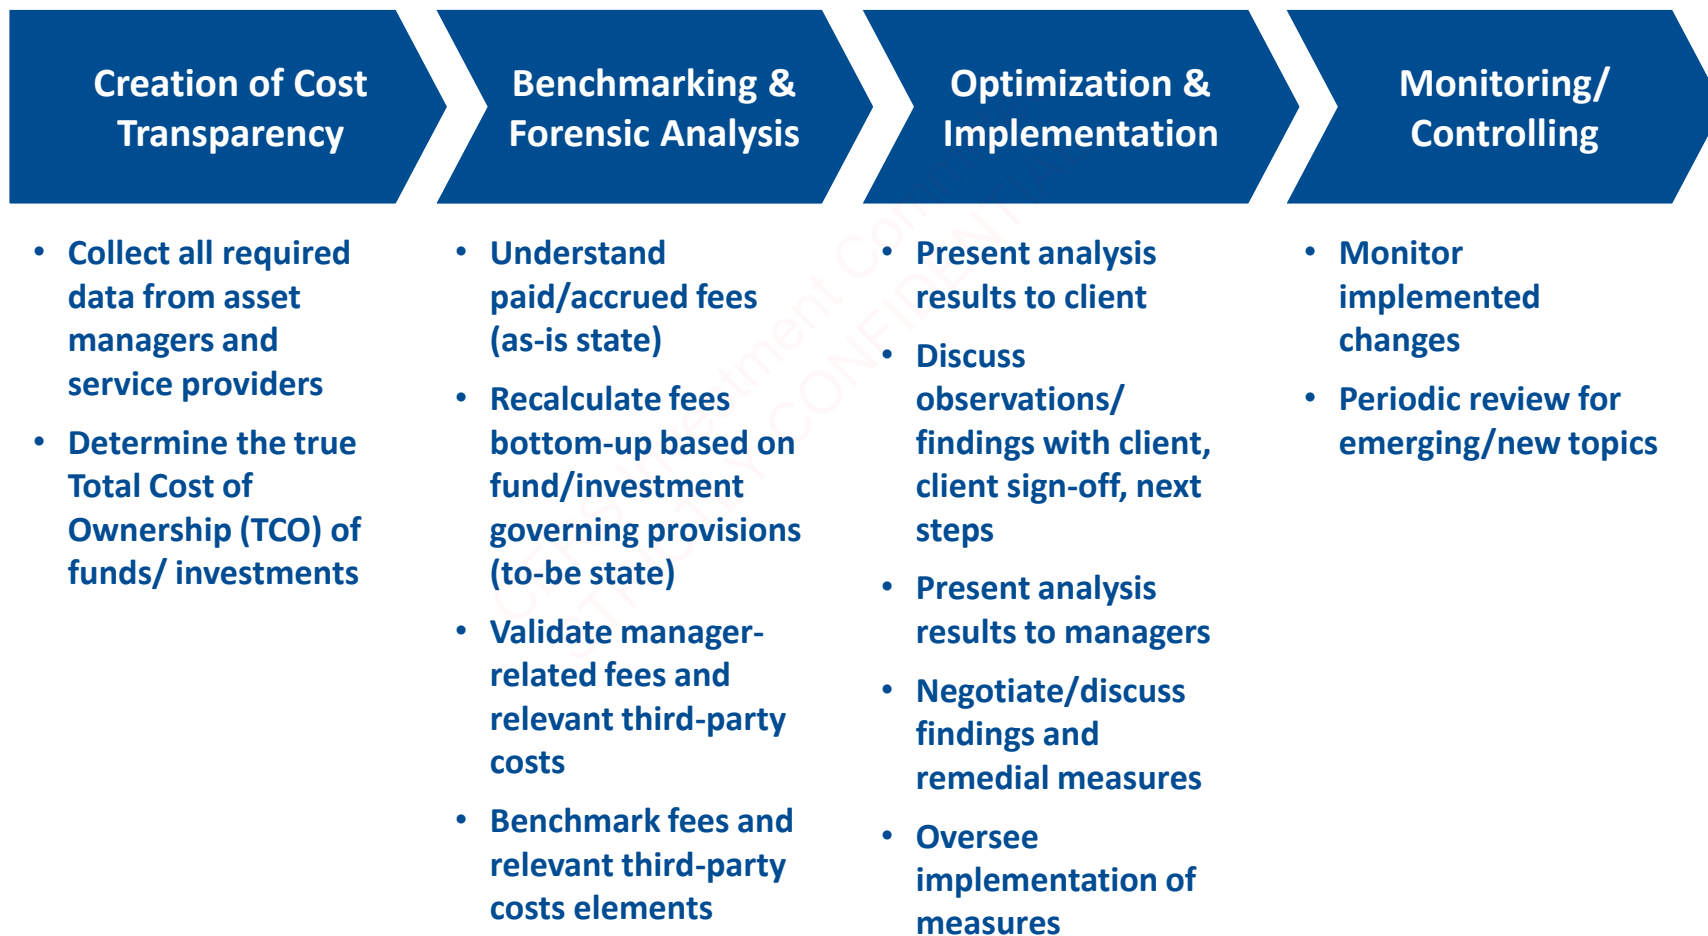 Creation of Cost
Transparency
Benchmarking &
Forensic Analysis
Optimization &
Implementation
Monitoring/
Controlling
• Collect all required
data from asset
managers and
service providers
• Determine the true
Total Cost of
Ownership (TCO) of
funds/ investments
• Understand
paid/accrued fees
(as-is state)
• Recalculate fees
bottom-up based on
fund/investment
governing provisions
(to-be state)
• Validate manager-
related fees and
relevant third-party
costs
• Benchmark fees and
relevant third-party
costs elements
• Present analysis
results to client
• Discuss
observations/
findings with client,
client sign-off, next
steps
• Present analysis
results to managers
• Negotiate/discuss
findings and
remedial measures
• Oversee
implementation of
measures
• Monitor
implemented
changes
• Periodic review for
emerging/new topics